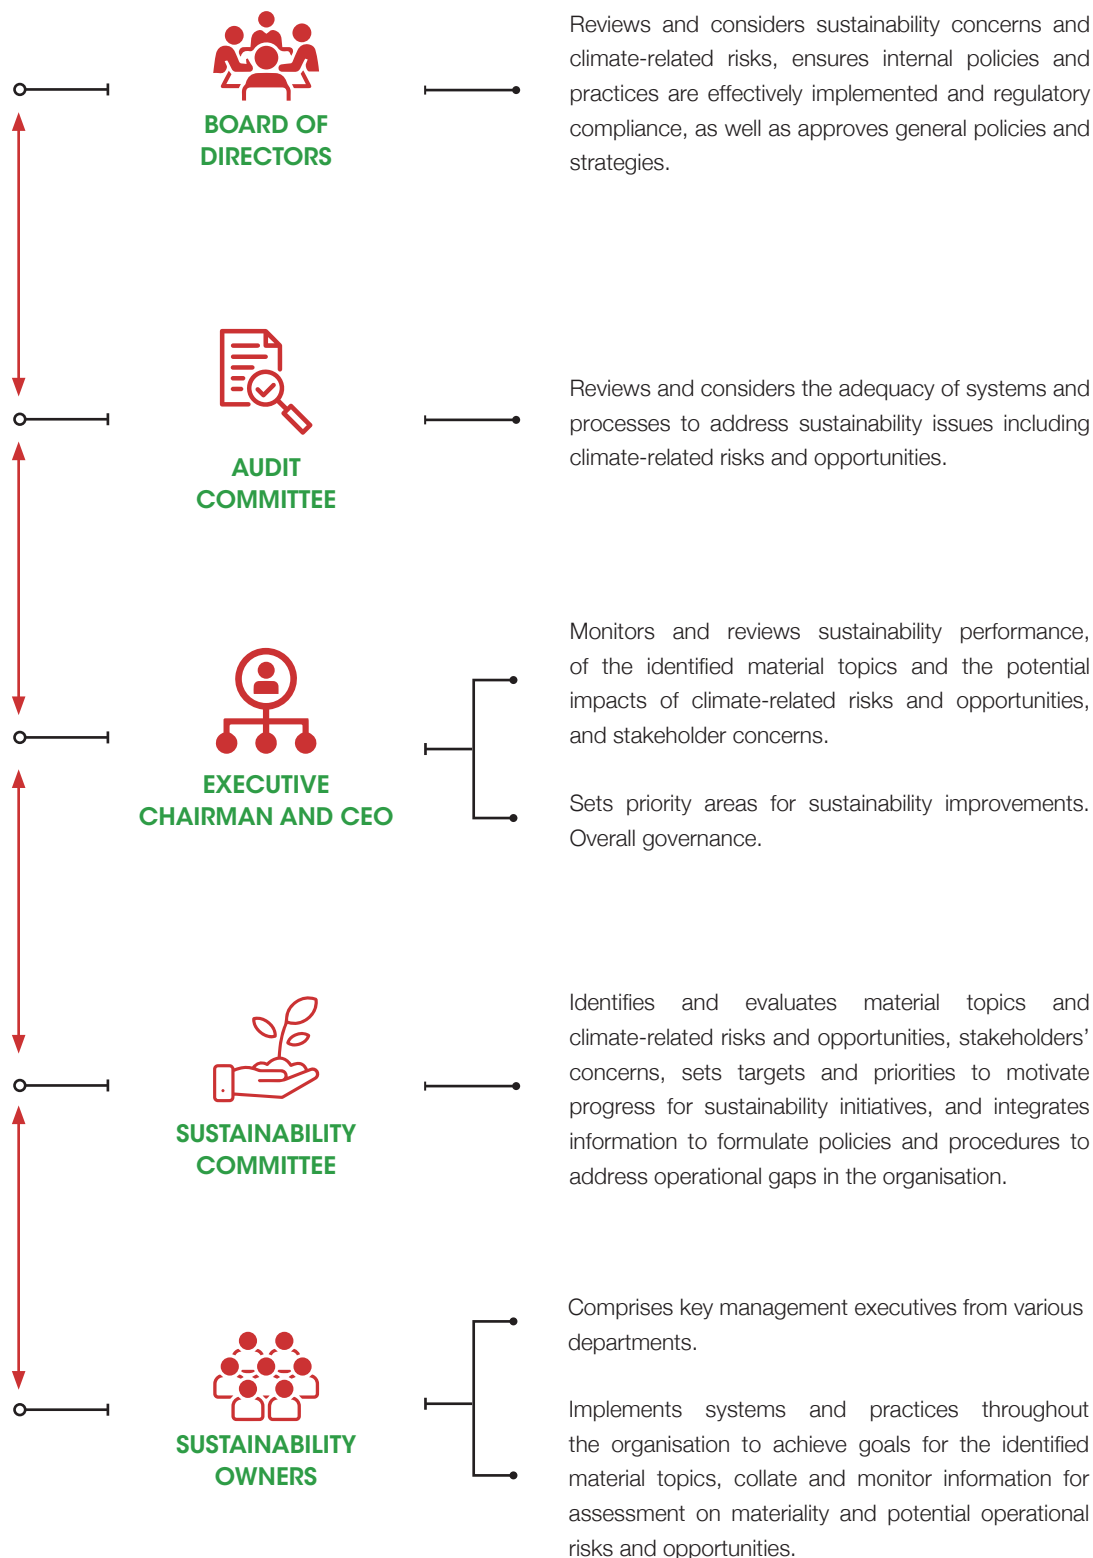 BOARD OF
DIRECTORS
Reviews and considers sustainability concerns and
climate-related risks, ensures internal policies and
practices are effectively implemented and regulatory
compliance, as well as approves general policies and
strategies.
AUDIT
COMMITTEE
Reviews and considers the adequacy of systems and
processes to address sustainability issues including
climate-related risks and opportunities.
EXECUTIVE
CHAIRMAN AND CEO
Monitors and reviews sustainability performance,
of the identified material topics and the potential
impacts of climate-related risks and opportunities,
and stakeholder concerns.
Sets priority areas for sustainability improvements.
Overall governance.
SUSTAINABILITY
COMMITTEE
Identifies and evaluates material topics and
climate-related risks and opportunities, stakeholders’
concerns, sets targets and priorities to motivate
progress for sustainability initiatives, and integrates
information to formulate policies and procedures to
address operational gaps in the organisation.
SUSTAINABILITY
OWNERS
Comprises key management executives from various
departments.
Implements systems and practices throughout
the organisation to achieve goals for the identified
material topics, collate and monitor information for
assessment on materiality and potential operational
risks and opportunities.